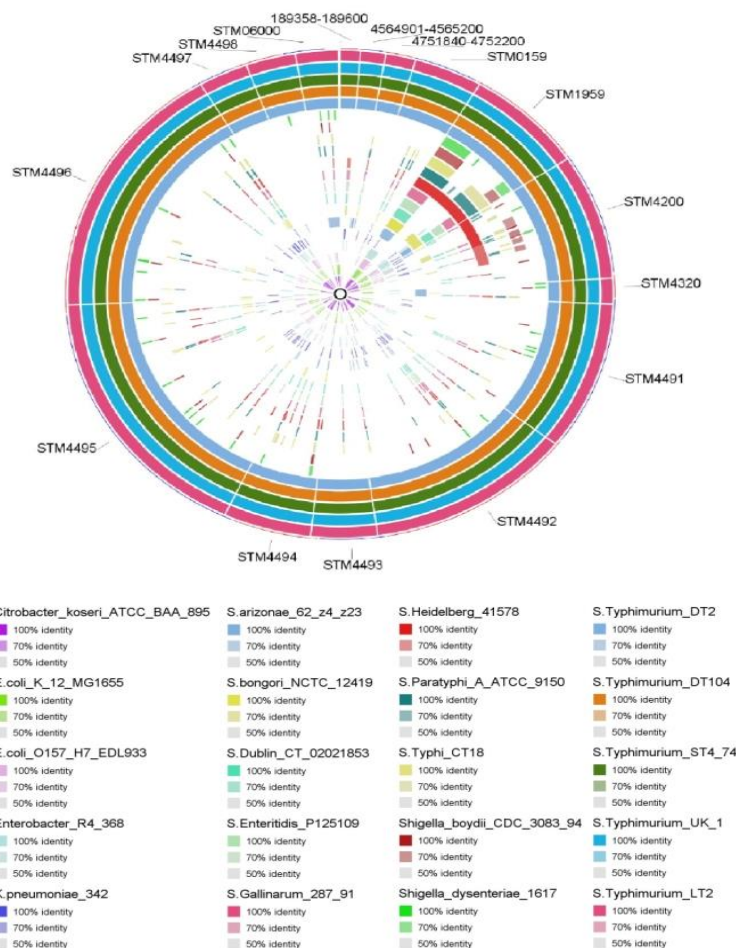 189358-189600
STM06000
4564901-4565200
STM4498
4751840-4752200
STM4497
STM0159
STM1959
STM4496
STM4200
STM4320
STM4491
STM4495
STM4492
STM4494
STM4493
Citrobacter_koseri_ATCC_BAA_895
100% identity
70% identity
50% identity
E.coli_K_12_MG1655
100% identity
70% identity
50% identity
E.coli_O157_H7_EDL933
100% identity
70% identity
50% identity
Enterobacter_R4_368
100% identity
70% identity
50% identity
K.pneumoniae_342
100% identity
70% identity
50% identity
S.arizonae_62_z4_z23
100% identity
70% identity
50% identity
S.bongori_NCTC_12419
100% identity
70% identity
50% identity
S.Dublin_CT_02021853
100% identity
70% identity
50% identity
S.Enteritidis_P125109
100% identity
70% identity
50% identity
S.Gallinarum_287_91
100% identity
70% identity
50% identity
S.Heidelberg_41578
100% identity
70% identity
50% identity
S.Paratyphi_A_ATCC_9150
100% identity
70% identity
50% identity
S.Typhi_CT18
100% identity
70% identity
50% identity
Shigella_boydii_CDC_3083_94
100% identity
70% identity
50% identity
Shigella_dysenteriae_1617
100% identity
70% identity
50% identity
S.Typhimurium_DT2
100% identity
70% identity
50% identity
S.Typhimurium_DT104
100% identity
70% identity
50% identity
S.Typhimurium_ST4_74
100% identity
70% identity
50% identity
S.Typhimurium_UK_1
100% identity
70% identity
50% identity
S.Typhimurium_LT2
100% identity
70% identity
50% identity